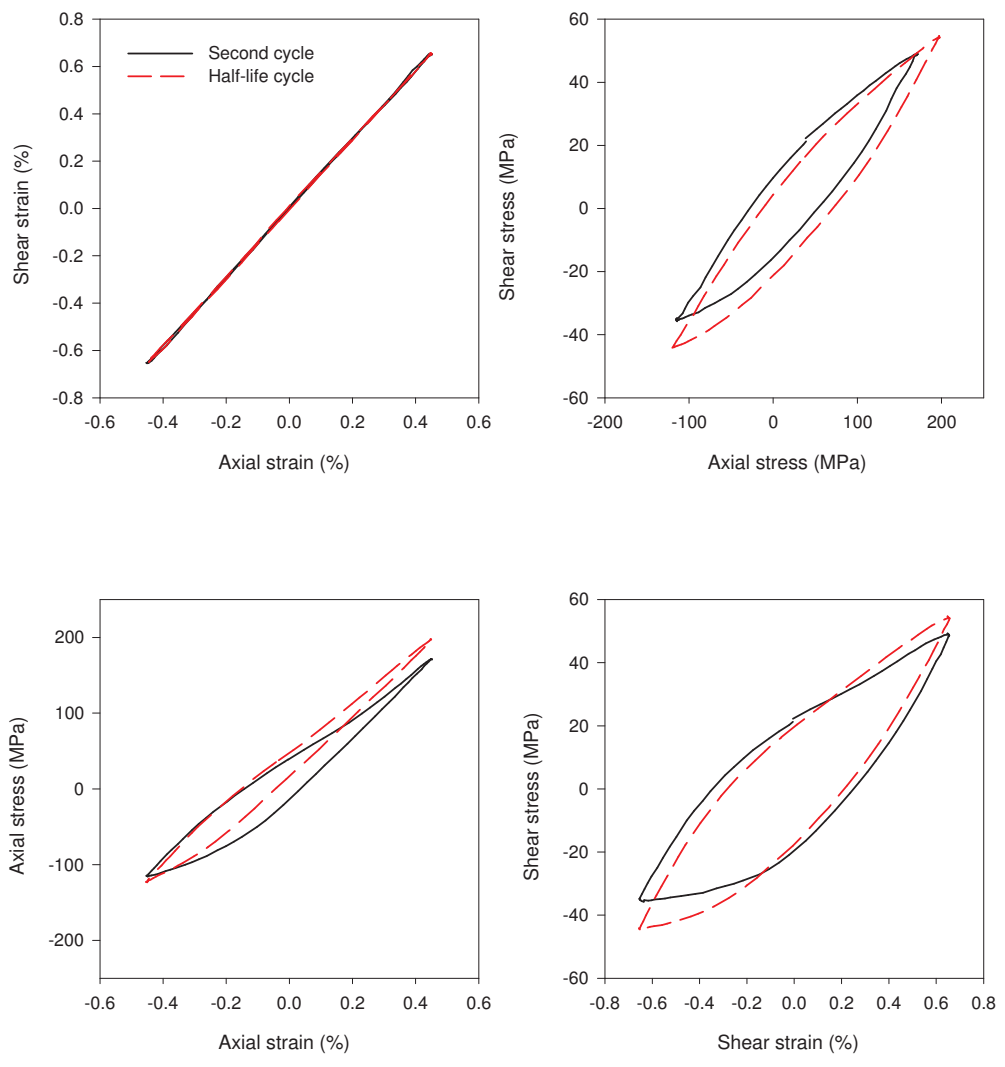 0.8
0.6
0.4
0.2
0.0
-0.2
-0.4
-0.6
-0.8
-0.6 -0.4 -0.2 0.0 0.2 0.4 0.6
Shear strain (%)
Axial strain (%)
Second cycle
Half-life cycle
60
40
20
0
-20
-40
-60
-200 -100 0 100 200
Shear stress (MPa)
Axial stress (MPa)
200
100
0
-100
-200
-0.6 -0.4 -0.2 0.0 0.2 0.4 0.6
Axial stress (MPa)
Axial strain (%)
60
40
20
0
-20
-40
-60
-0.8 -0.6 -0.4 -0.2 0.0 0.2 0.4 0.6 0.8
Shear stress (MPa)
Shear strain (%)